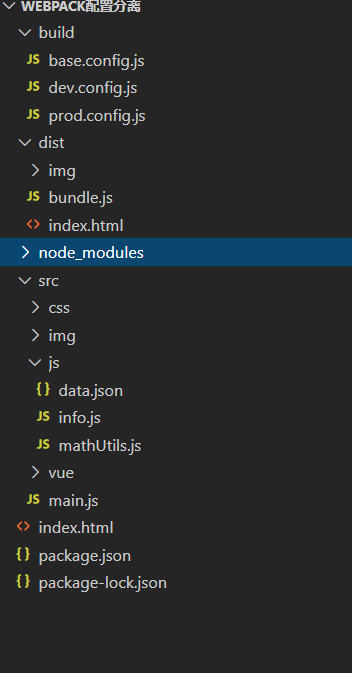 WEBPACK配置分离
build
JS base.config.js
JS dev.config.js
JS prod.config.js
dist
img
JS bundle.js
<> index.html
node_modules
src
css
img
js
{} data.json
JS info.js
JS mathUtils.js
vue
JS main.js
<> index.html
{} package.json
{} package-lock.json